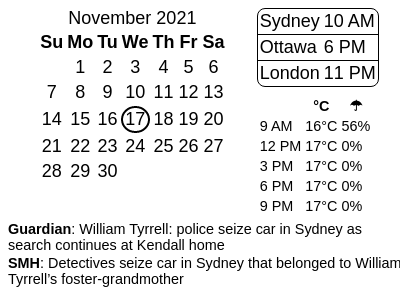 November 2021
Su Mo Tu We Th Fr Sa
1 2 3 4 5 6
7 8 9 10 11 12 13
14 15 16 17 18 19 20
21 22 23 24 25 26 27
28 29 30
Sydney 10 AM
Ottawa 6 PM
London 11 PM
°C ☂
9 AM 16°C 56%
12 PM 17°C 0%
3 PM 17°C 0%
6 PM 17°C 0%
9 PM 17°C 0%
Guardian: William Tyrrell: police seize car in Sydney as
search continues at Kendall home
SMH: Detectives seize car in Sydney that belonged to William
Tyrrell's foster-grandmother